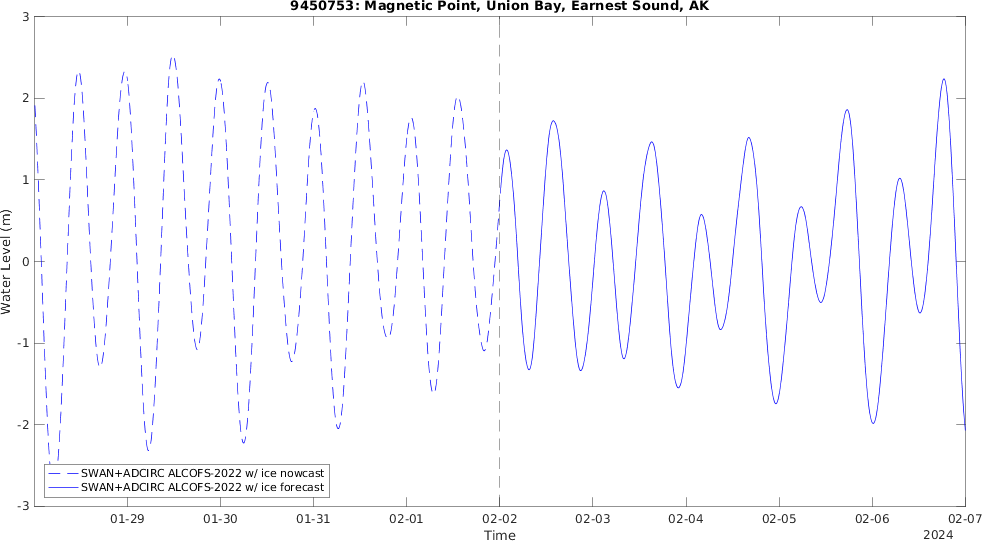 9450753: Magnetic Point, Union Bay, Earnest Sound, AK
3
2
1
0
-1
-2
-3
Water Level (m)
SWAN+ADCIRC ALCOFS-2022 w/ ice nowcast
SWAN+ADCIRC ALCOFS-2022 w/ ice forecast
01-29 01-30 01-31 02-01 02-02 02-03 02-04 02-05 02-06 02-07
Time
2024